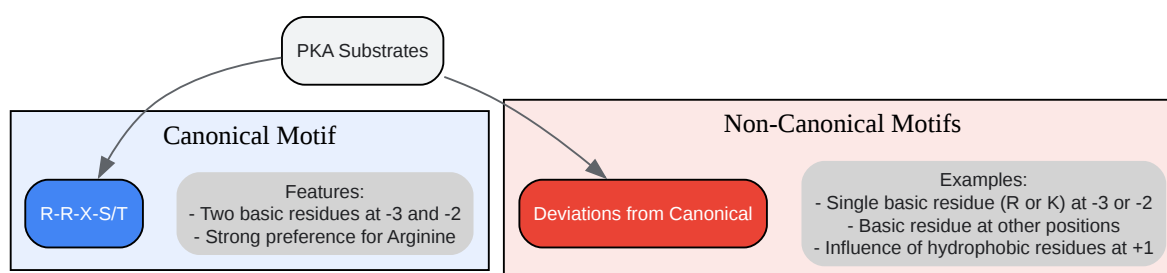 PKA Substrates
Canonical Motif
R-R-X-S/T
Features:
- Two basic residues at -3 and -2
- Strong preference for Arginine
Non-Canonical Motifs
Deviations from Canonical
Examples:
- Single basic residue (R or K) at -3 or -2
- Basic residue at other positions
- Influence of hydrophobic residues at +1